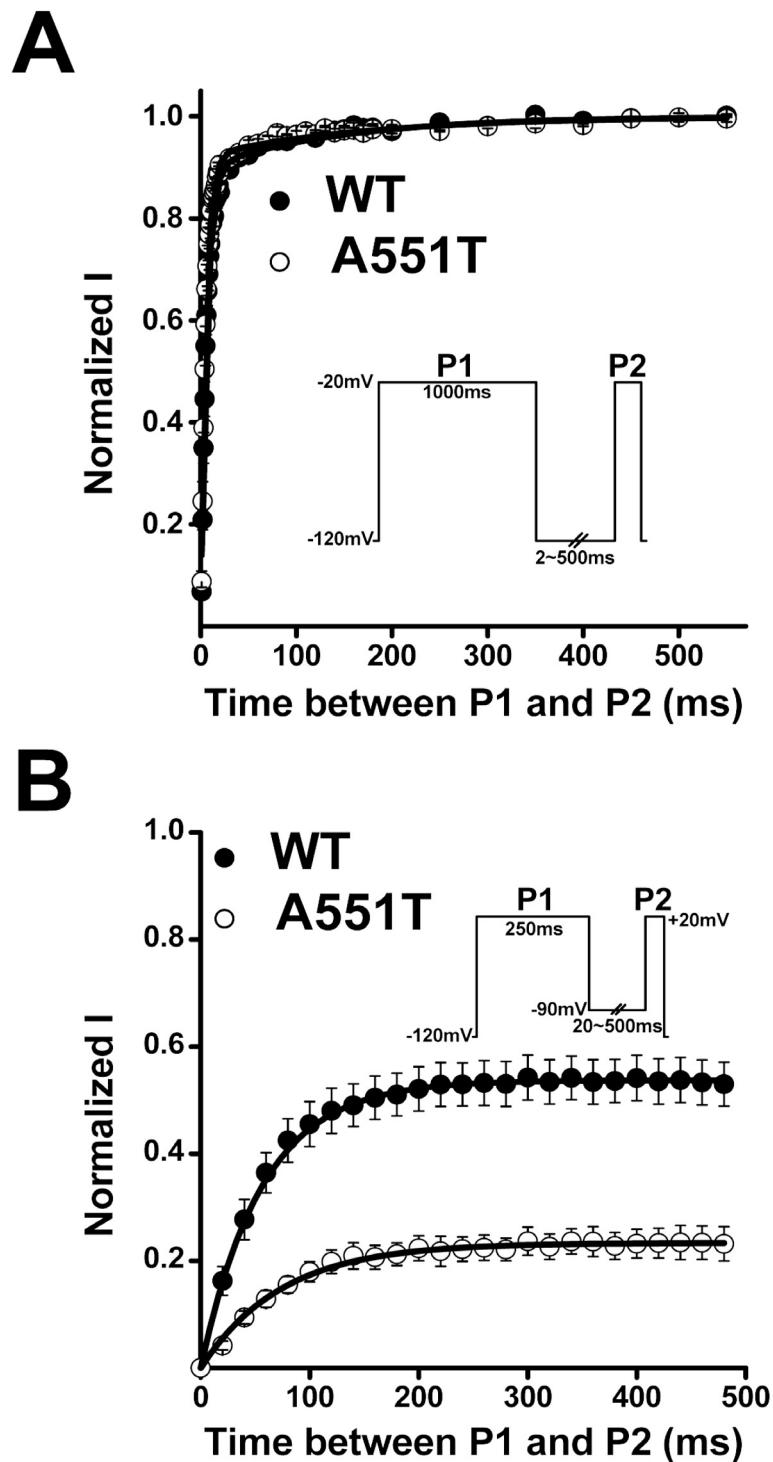 A
Normalized I
1.0
0.8
0.6
0.4
0.2
WT
A551T
P1
P2
-20mV
1000ms
-120mV
2~500ms
0
100
200
300
400
500
Time between P1 and P2 (ms)
B
Normalized I
1.0
0.8
0.6
0.4
0.2
WT
A551T
P1
P2
250ms
+20mV
-90mV
20~500ms
-120mV
0
100
200
300
400
500
Time between P1 and P2 (ms)